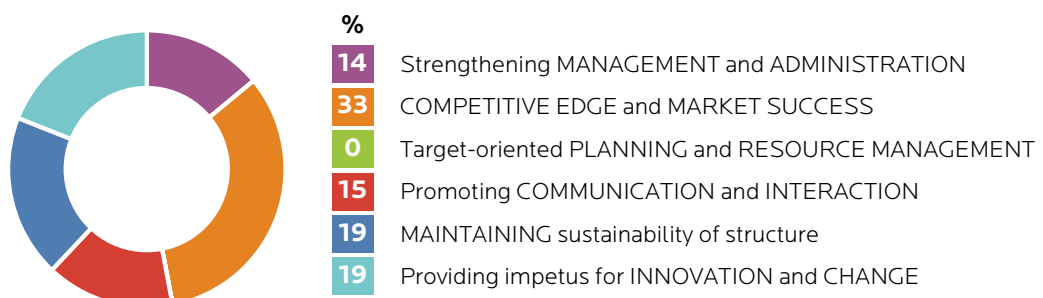 %
14 Strengthening MANAGEMENT and ADMINISTRATION
33 COMPETITIVE EDGE and MARKET SUCCESS
0 Target-oriented PLANNING and RESOURCE MANAGEMENT
15 Promoting COMMUNICATION and INTERACTION
19 MAINTAINING sustainability of structure
19 Providing impetus for INNOVATION and CHANGE